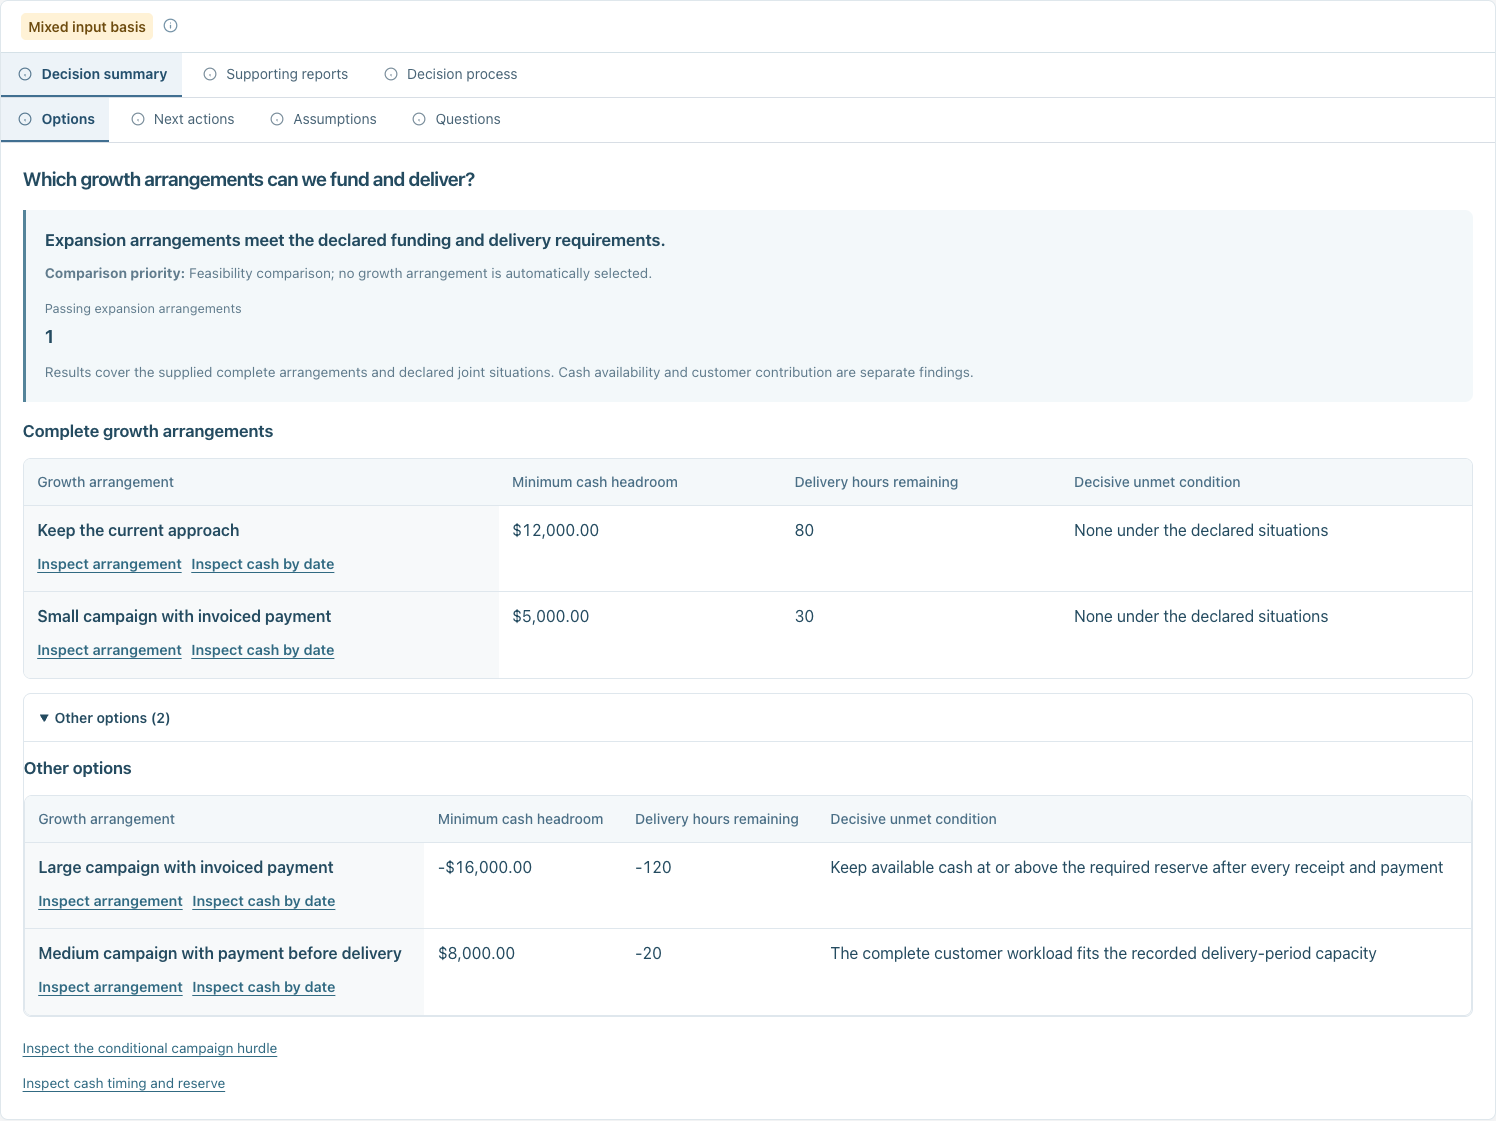 Mixed input basis
Decision summary
Supporting reports
Decision process
Options
Next actions
Assumptions
Questions
Which growth arrangements can we fund and deliver?
Expansion arrangements meet the declared funding and delivery requirements.
Comparison priority: Feasibility comparison; no growth arrangement is automatically selected.
Passing expansion arrangements
1
Results cover the supplied complete arrangements and declared joint situations. Cash availability and customer contribution are separate findings.
Complete growth arrangements
Growth arrangement Minimum cash headroom Delivery hours remaining Decisive unmet condition
Keep the current approach $12,000.00 80 None under the declared situations
Inspect arrangement Inspect cash by date
Small campaign with invoiced payment $5,000.00 30 None under the declared situations
Inspect arrangement Inspect cash by date
▼ Other options (2)
Other options
Growth arrangement Minimum cash headroom Delivery hours remaining Decisive unmet condition
Large campaign with invoiced payment -$16,000.00 -120 Keep available cash at or above the required reserve after every receipt and payment
Inspect arrangement Inspect cash by date
Medium campaign with payment before delivery $8,000.00 -20 The complete customer workload fits the recorded delivery-period capacity
Inspect arrangement Inspect cash by date
Inspect the conditional campaign hurdle
Inspect cash timing and reserve